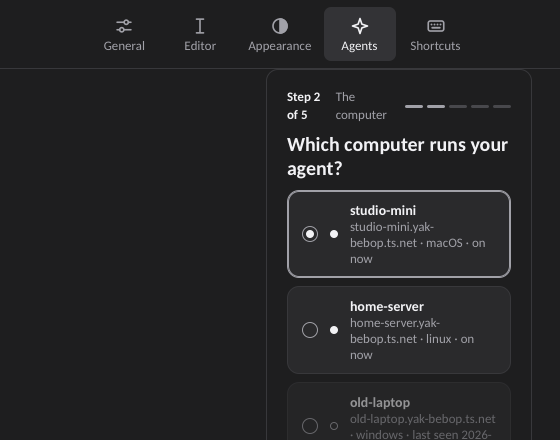 General Editor Appearance Agents Shortcuts
Step 2 of 5
The computer
Which computer runs your
agent?
studio-mini
studio-mini.yak-
bebop.ts.net · macOS · on
now
home-server
home-server.yak-
bebop.ts.net · linux · on
now
old-laptop
old-laptop.yak-bebop.ts.net
· windows · last seen 2026-